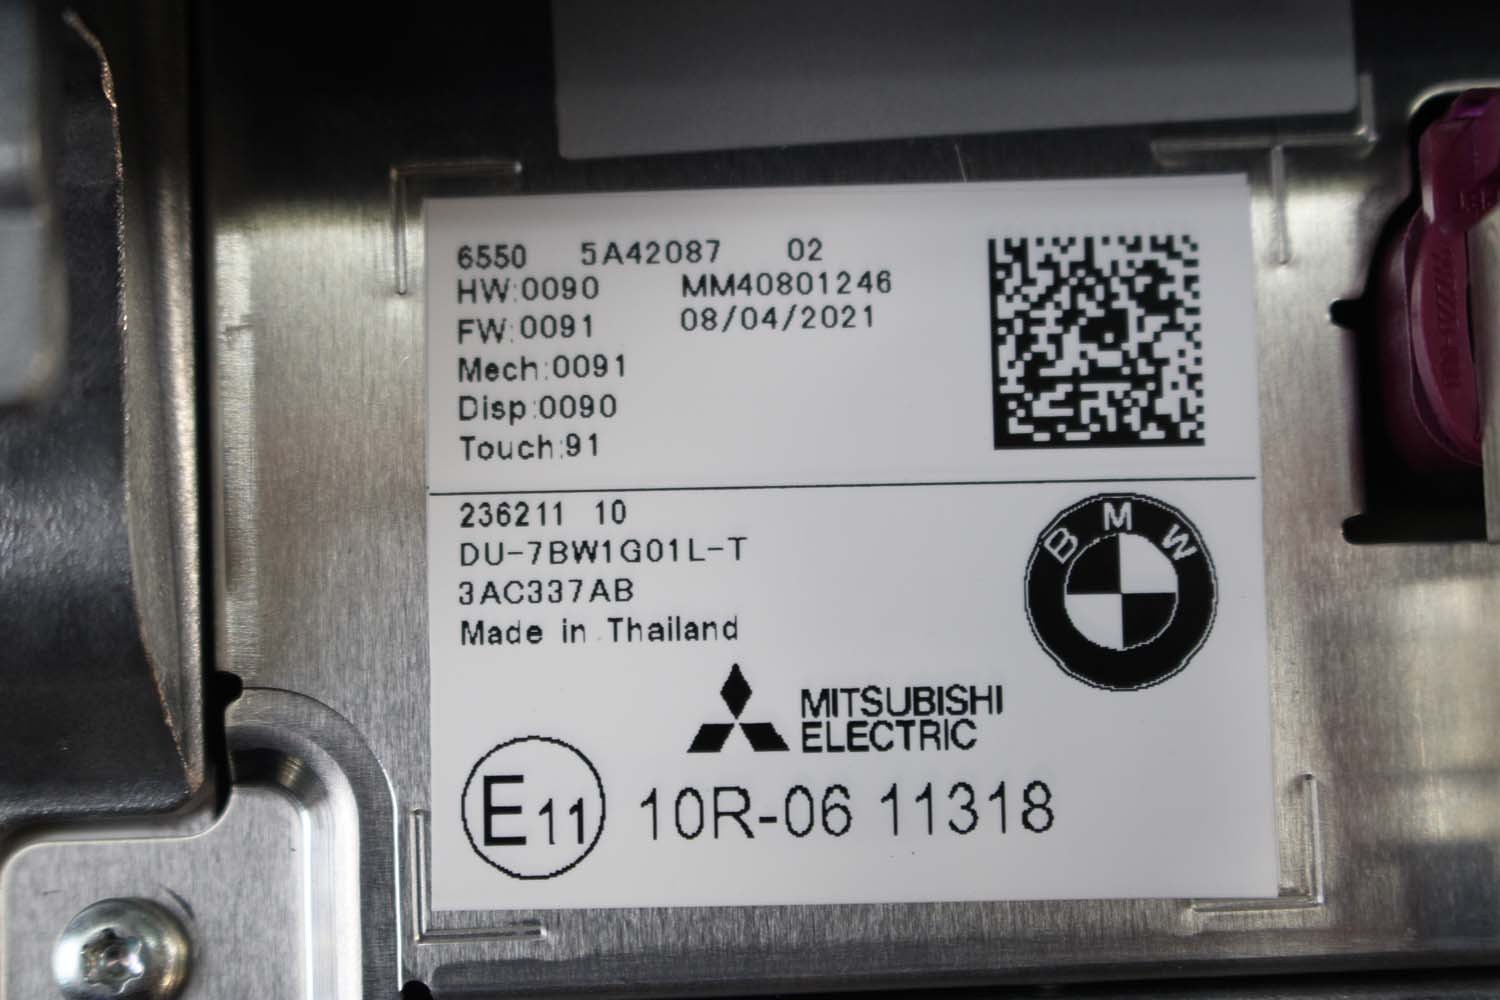 6550 5A42087 02
HW:0090 MM40801246
FW:0091 08/04/2021
Mech:0091
Disp:0090
Touch:91
236211 10
DU-7BW1G01L-T
3AC337AB
Made in Thailand
BMW
MITSUBISHI
ELECTRIC
E11 10R-06 11318